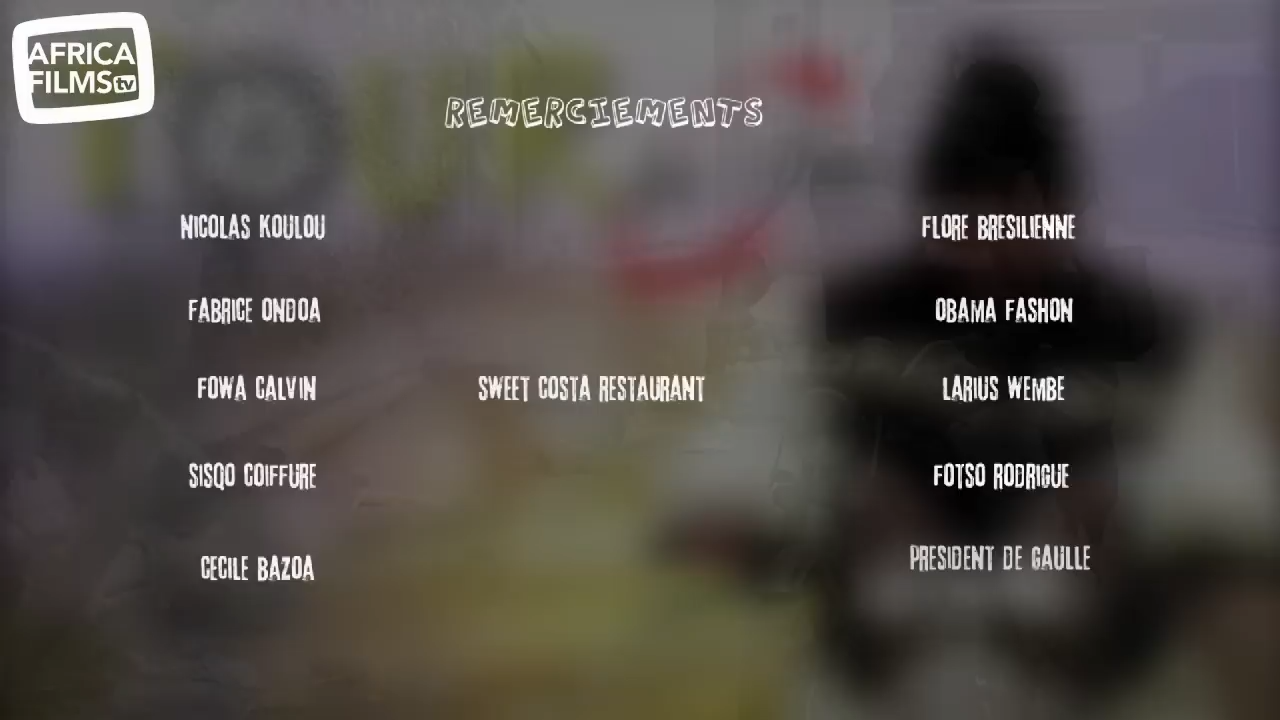 AFRICA
FILMS tv
REMERCIEMENTS
NICOLAS KOULOU
FLORE BRESILIENNE
FABRICE ONDOA
OBAMA FASHON
FOWA CALVIN
SWEET COSTA RESTAURANT
LARIUS WEMBE
SISQO COIFFURE
FOTSO RODRIGUE
CECILE BAZOA
PRESIDENT DE GAULLE